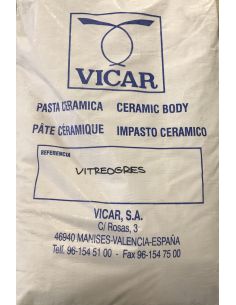 VICAR
PASTA CERAMICA CERAMIC BODY
PÂTE CÉRAMIQUE IMPASTO CERAMICO
REFERENCIA
VITREOGRES
VICAR, S.A.
C/ Rosas, 3
46940 MANISES-VALENCIA-ESPAÑA
Telf. 96-154 51 00 - Fax 96-154 75 00